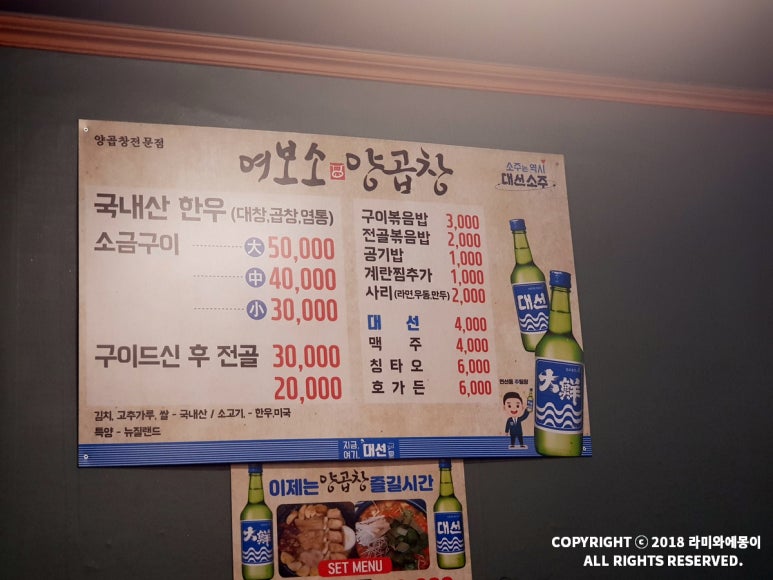 양곱창전문점
여보소 양곱창
소주는 역시
대선소주
국내산 한우 (대창,곱창,염통)
소금구이 大 50,000
中 40,000
小 30,000
구이드신 후 전골 30,000
20,000
구이볶음밥 3,000
전골볶음밥 2,000
공기밥 1,000
계란찜추가 1,000
사리(라면,우동,만두) 2,000
대선 4,000
맥주 4,000
칭타오 6,000
호가든 6,000
대선
大鮮
김치, 고추가루, 쌀 - 국내산 / 소고기, - 한우,미국
특양 - 뉴질랜드
지금,
여기, 대선
이제는 양곱창 즐길시간
大鮮
대선
SET MENU
COPYRIGHT ⓒ 2018 라미와에몽이
ALL RIGHTS RESERVED.